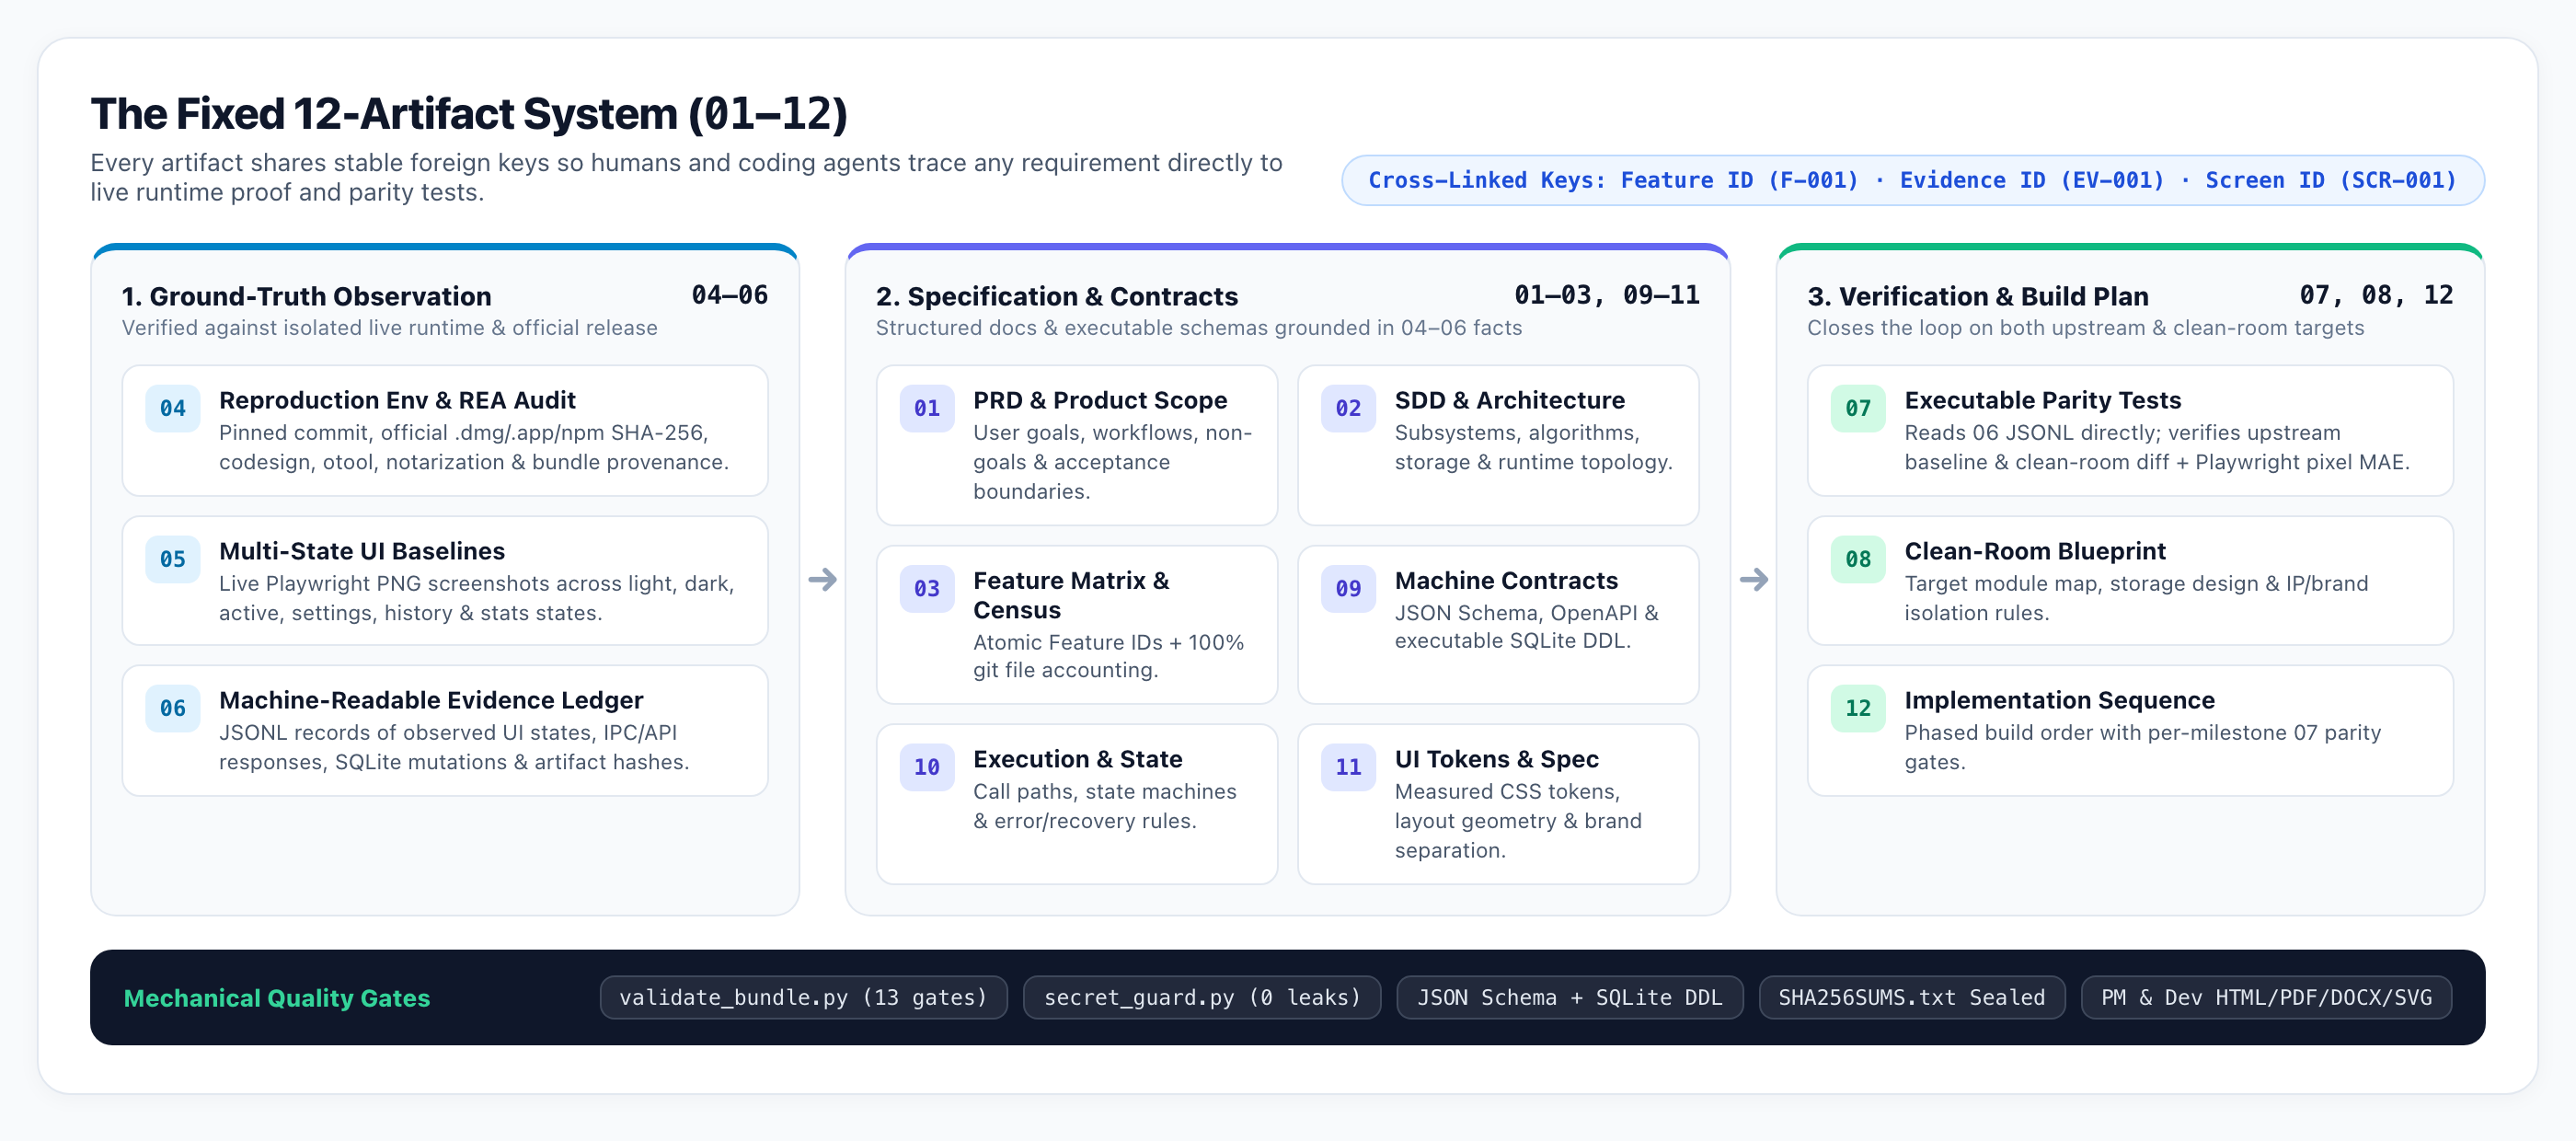 The Fixed 12-Artifact System (01–12)
Every artifact shares stable foreign keys so humans and coding agents trace any requirement directly to
live runtime proof and parity tests.
Cross-Linked Keys: Feature ID (F-001) · Evidence ID (EV-001) · Screen ID (SCR-001)
1. Ground-Truth Observation
04–06
Verified against isolated live runtime & official release
04
Reproduction Env & REA Audit
Pinned commit, official .dmg/.app/npm SHA-256,
codesign, otool, notarization & bundle provenance.
05
Multi-State UI Baselines
Live Playwright PNG screenshots across light, dark,
active, settings, history & stats states.
06
Machine-Readable Evidence Ledger
JSONL records of observed UI states, IPC/API
responses, SQLite mutations & artifact hashes.
2. Specification & Contracts
01–03, 09–11
Structured docs & executable schemas grounded in 04–06 facts
01
PRD & Product Scope
User goals, workflows, non-
goals & acceptance
boundaries.
02
SDD & Architecture
Subsystems, algorithms,
storage & runtime topology.
03
Feature Matrix &
Census
Atomic Feature IDs + 100%
git file accounting.
09
Machine Contracts
JSON Schema, OpenAPI &
executable SQLite DDL.
10
Execution & State
Call paths, state machines
& error/recovery rules.
11
UI Tokens & Spec
Measured CSS tokens,
layout geometry & brand
separation.
3. Verification & Build Plan
07, 08, 12
Closes the loop on both upstream & clean-room targets
07
Executable Parity Tests
Reads 06 JSONL directly; verifies upstream
baseline & clean-room diff + Playwright pixel MAE.
08
Clean-Room Blueprint
Target module map, storage design & IP/brand
isolation rules.
12
Implementation Sequence
Phased build order with per-milestone 07 parity
gates.
Mechanical Quality Gates
validate_bundle.py (13 gates)
secret_guard.py (0 leaks)
JSON Schema + SQLite DDL
SHA256SUMS.txt Sealed
PM & Dev HTML/PDF/DOCX/SVG